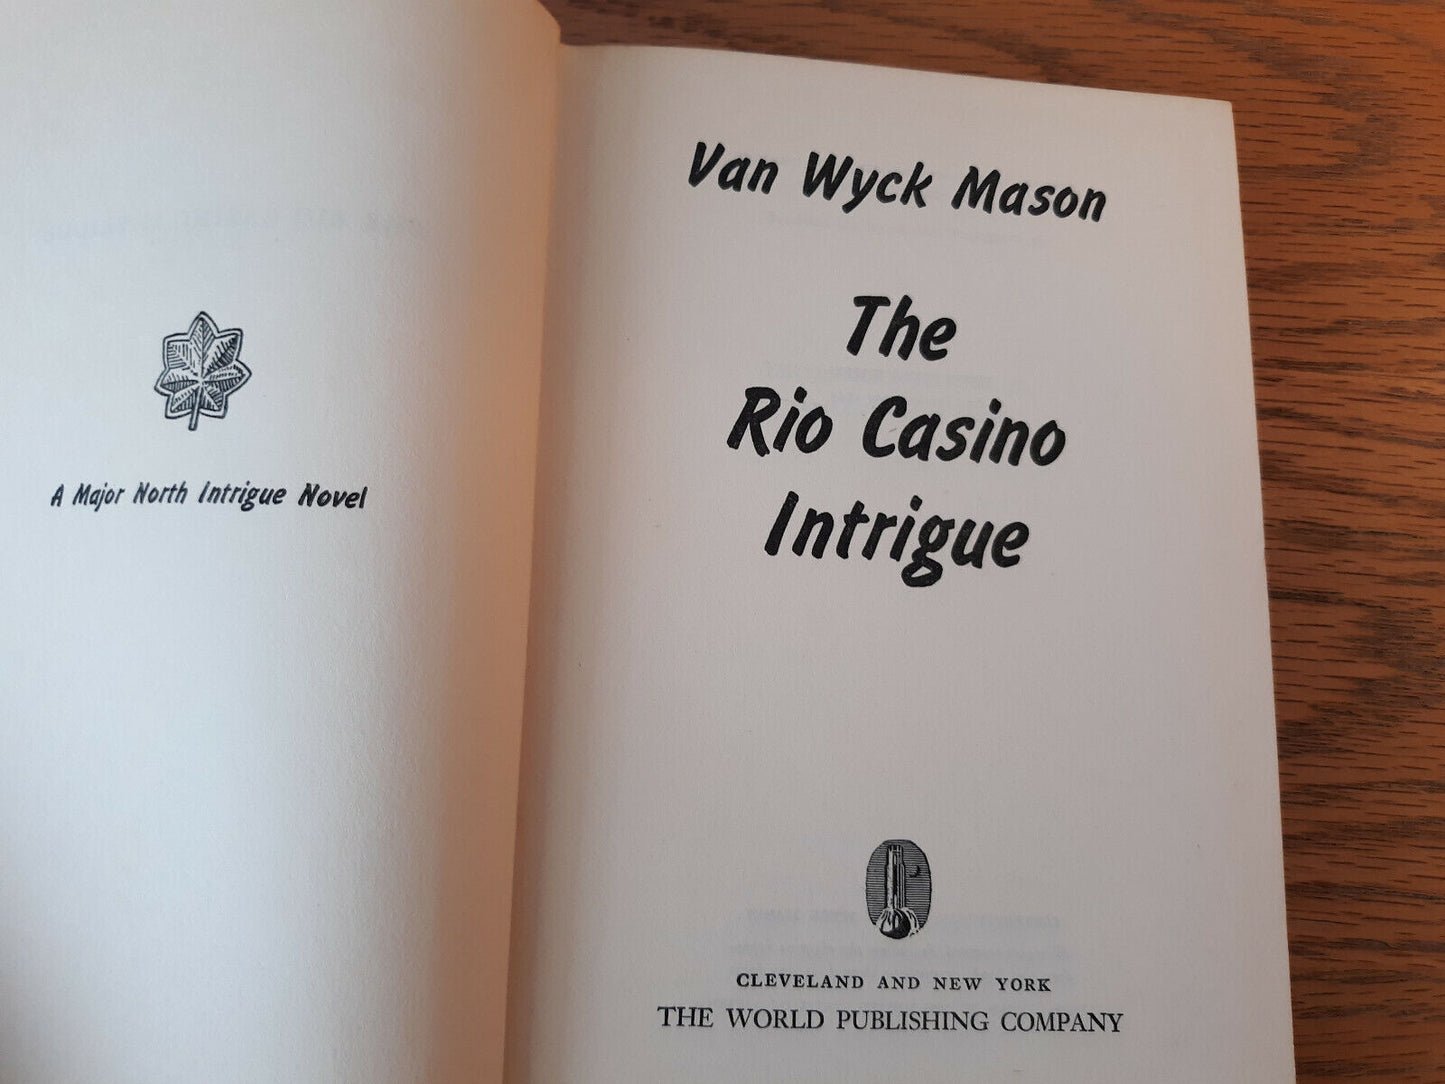 A Major North Intrigue Novel
Van Wyck Mason
The
Rio Casino
Intrigue
CLEVELAND AND NEW YORK
THE WORLD PUBLISHING COMPANY